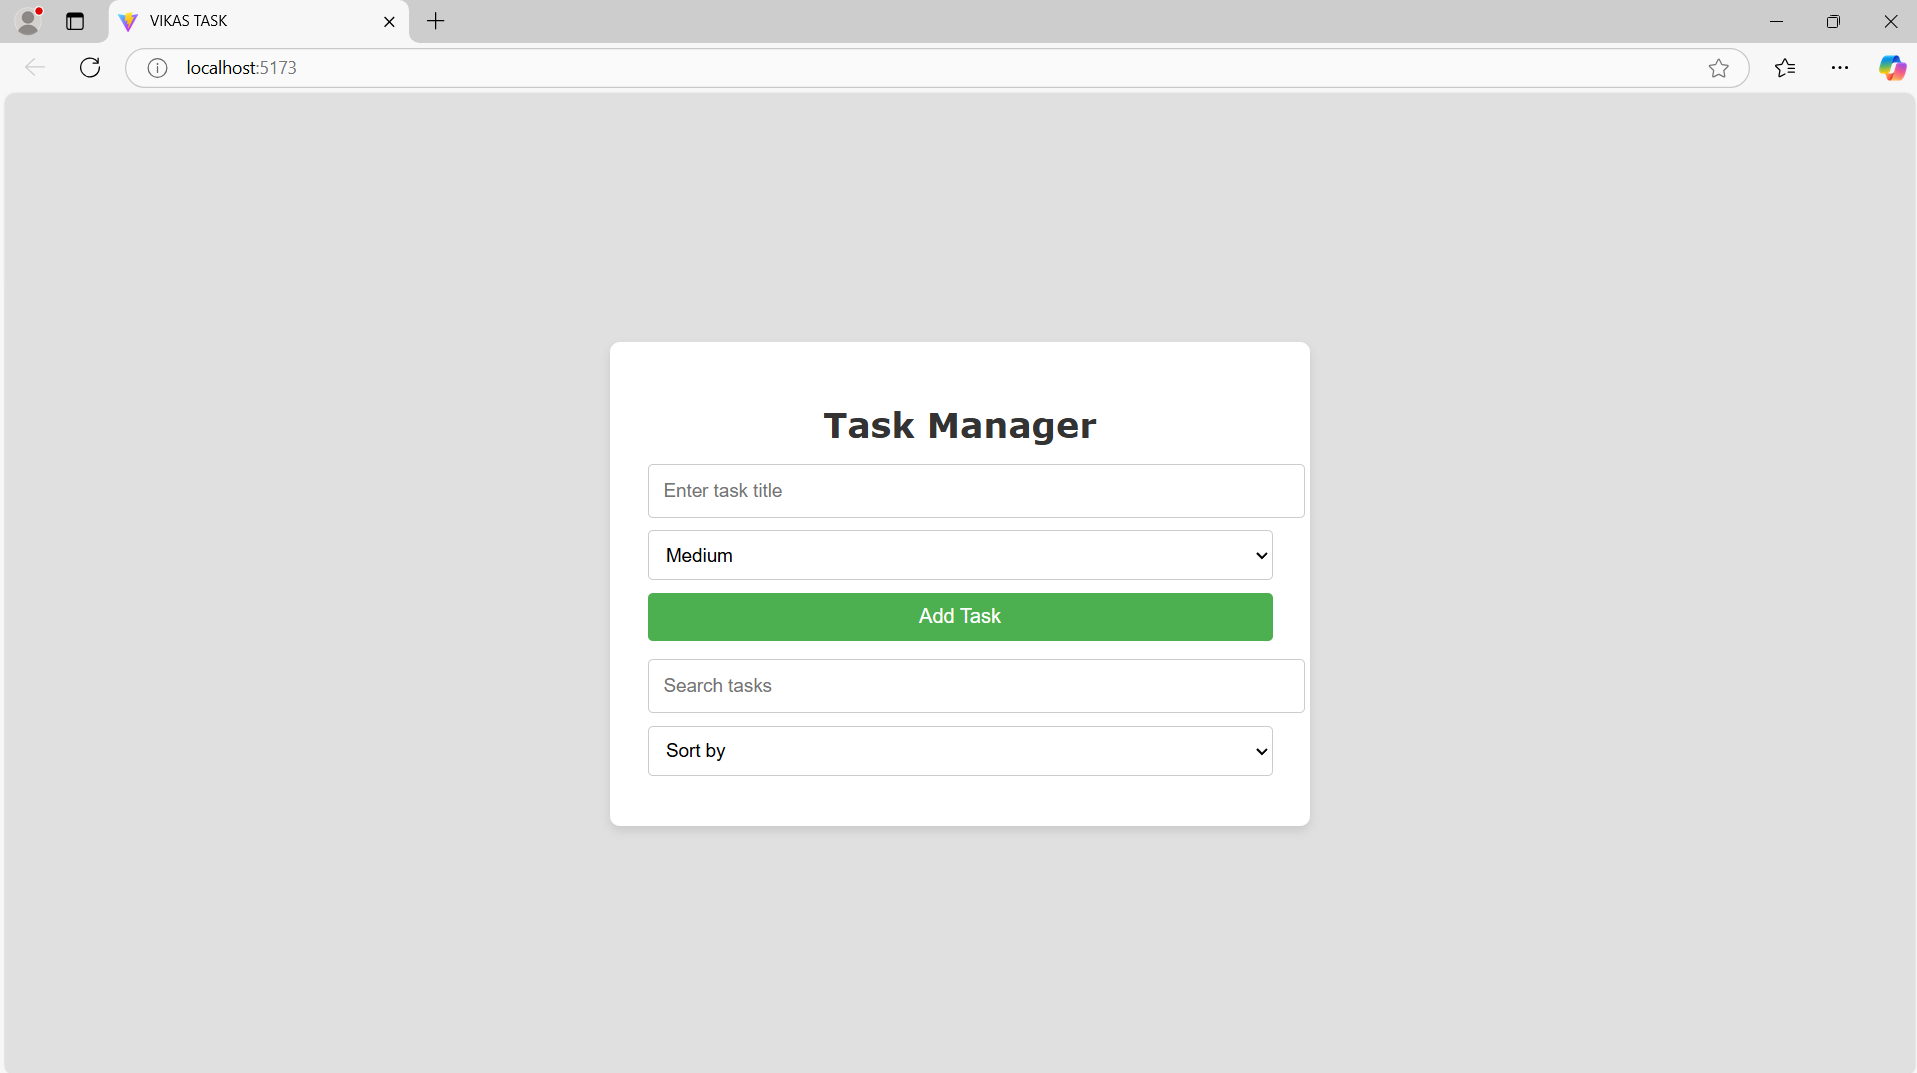 VIKAS TASK
localhost:5173
Task Manager
Enter task title
Medium
Add Task
Search tasks
Sort by